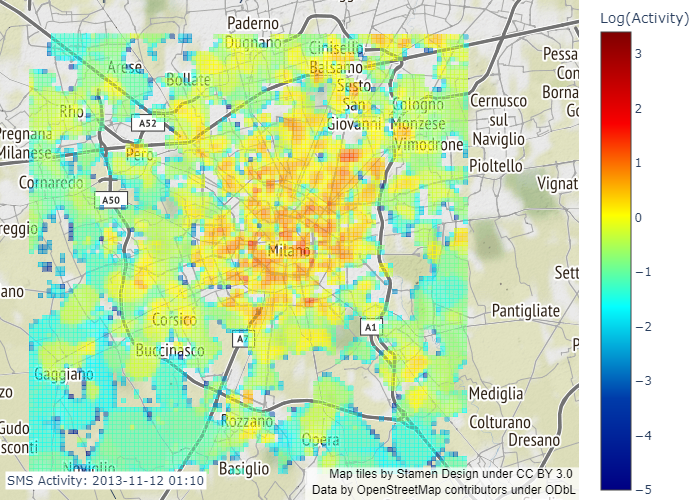 Log(Activity)
Paderno
Dugnano
Cinisello
Balsamo
Arese
Bollate
Sesto
San
Giovanni
Cologno
Monzese
Cernusco
sul
Naviglio
Pessa
Con
Borna
Go
Rho
A52
Pregnana
Milanese
Pero
Vimodrone
Pioltello
Vignat
Cornaredo
A50
reggio
Milano
Sett
ano
Pantigliate
Corsico
A7
A1
Buccinasco
P
Gaggiano
zo
Mediglia
Colturano
Dresano
Gudo
sconti
Rozzano
Opera
Noviglio
Basiglio
SMS Activity: 2013-11-12 01:10
Map tiles by Stamen Design under CC BY 3.0
Data by OpenStreetMap contributors under ODbL
3
2
1
0
−1
−2
−3
−4
−5